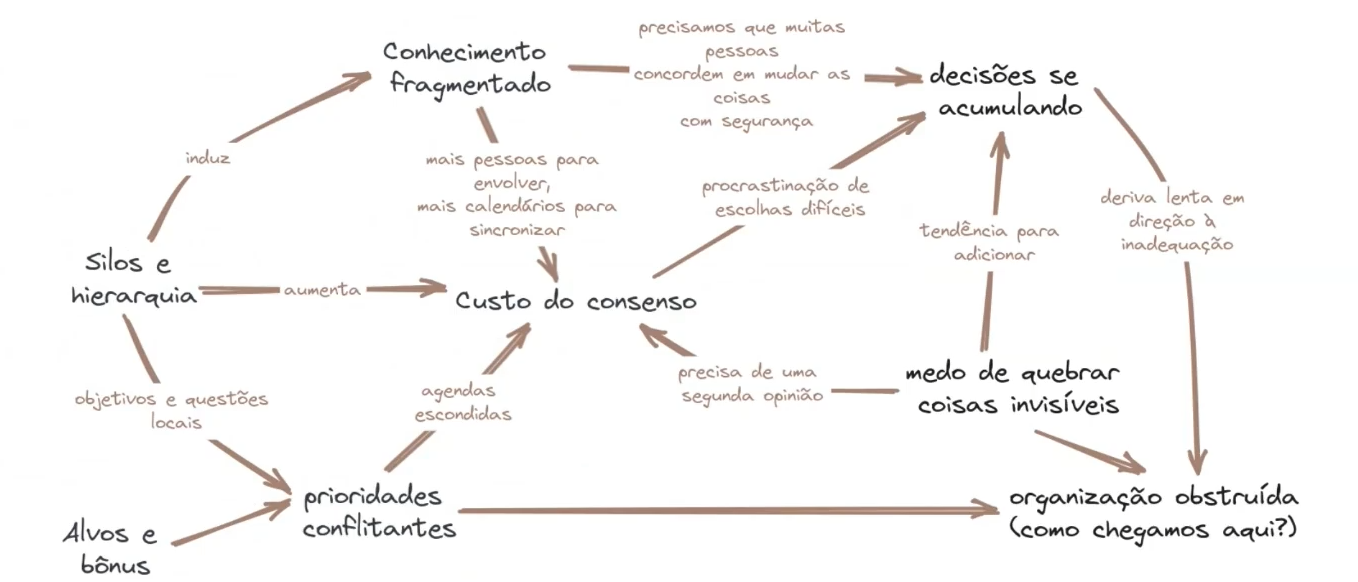 Conhecimento
fragmentado
precisamos que muitas
pessoas
concordem em mudar as
coisas
com segurança
decisões se
acumulando
induz
mais pessoas para
envolver,
mais calendários para
sincronizar
procrastinação de
escolhas difíceis
tendência para
adicionar
deriva lenta em
direção à
inadequação
Silos e
hierarquia
aumenta
Custo do consenso
objetivos e questões
locais
agendas
escondidas
precisa de uma
segunda opinião
medo de quebrar
coisas invisíveis
Alvos e
bônus
prioridades
conflitantes
organização obstruída
(como chegamos aqui?)